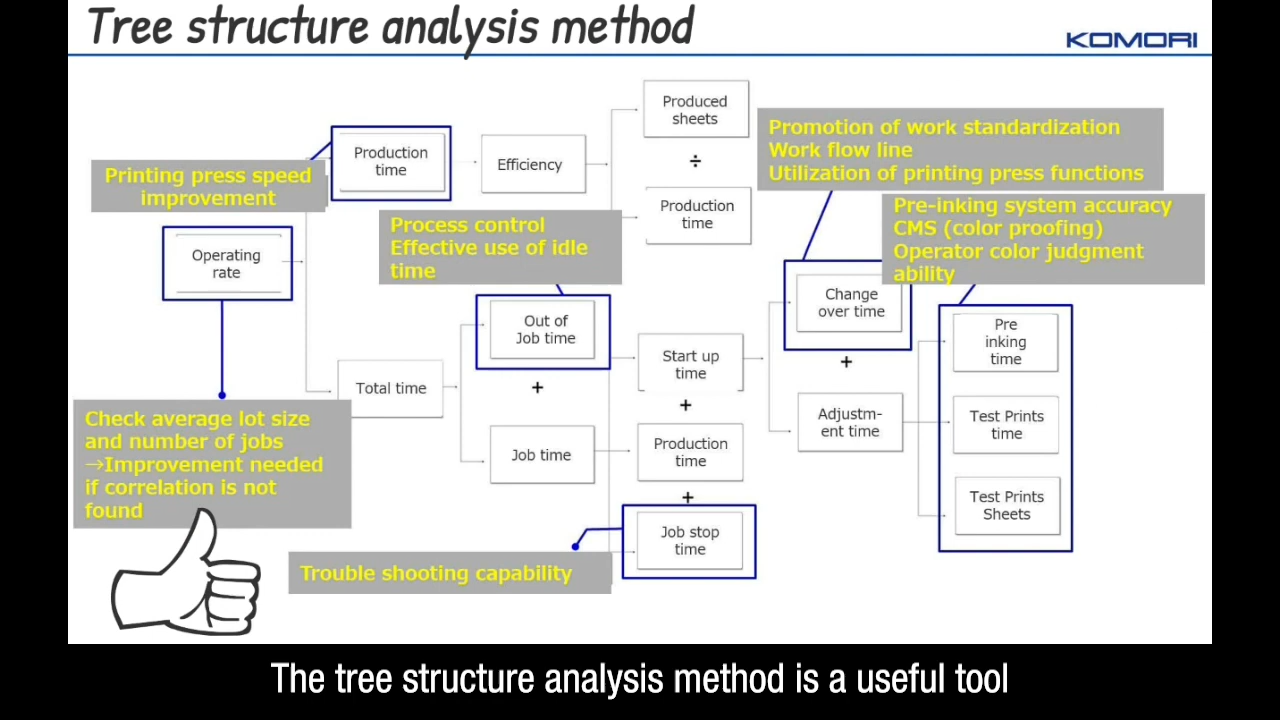 Tree structure analysis method
KOMORI
Produced
sheets
÷
Production
time
Production
time
Efficiency
Printing press speed
improvement
Promotion of work standardization
Work flow line
Utilization of printing press functions
Pre-inking system accuracy
CMS (color proofing)
Operator color judgment
ability
Process control
Effective use of idle
time
Operating
rate
Out of
Job time
+
Job time
Total time
Start up
time
+
Production
time
+
Job stop
time
Change
over time
+
Adjustm-
ent time
Pre
inking
time
Test Prints
time
Test Prints
Sheets
Check average lot size
and number of jobs
→Improvement needed
if correlation is not
found
Trouble shooting capability
The tree structure analysis method is a useful tool